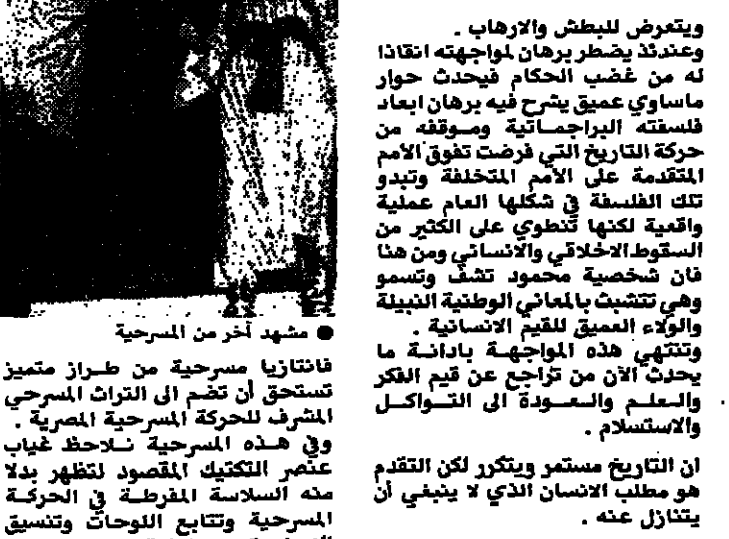 ويتعرض للبطش والارهاب .
وعندئذ يضطر برهان لمواجهته انقاذا
له من غضب الحكام فيحدث حوار
ماساوي عميق يشرح فيه برهان ابعاد
فلسفته البراجماتية وموقفه من
حركة التاريخ التي فرضت تفوق الأمم
المتقدمة على الأمم المتخلفة وتبدو
تلك الفلسفة في شكلها العام عملية
واقعية لكنها تنطوي على الكثير من
السقوط الاخلاقي والانساني ومن هنا
فان شخصية محمود تشف وتسمو
وهي تتشبث بالمعاني الوطنية النبيلة
والولاء العميق للقيم الانسانية .
وتنتهي هذه المواجهة بادانة ما
يحدث الآن من تراجع عن قيم الفكر
والعلم والعودة الى التواكل
والاستسلام .
ان التاريخ مستمر ويتكرر لكن التقدم
هو مطلب الانسان الذي لا ينبغي أن
يتنازل عنه .
● مشهد آخر من المسرحية
فانتازيا مسرحية من طراز متميز
تستحق أن تضم الى التراث المسرحي
المشرف للحركة المسرحية المصرية .
وفي هذه المسرحية نلاحظ غياب
عنصر التكتيك المقصود لتظهر بدلا
منه السلاسة المفرطة في الحركة
المسرحية وتتابع اللوحات وتنسيق